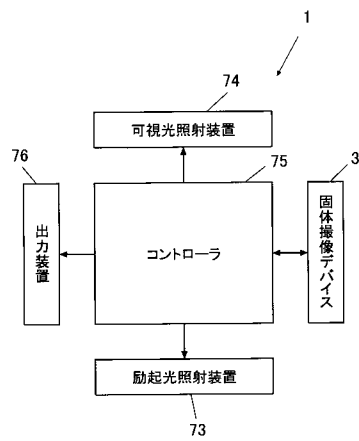 1
74
可視光照射装置
76
出力装置
75
コントローラ
3
固体撮像デバイス
励起光照射装置
73